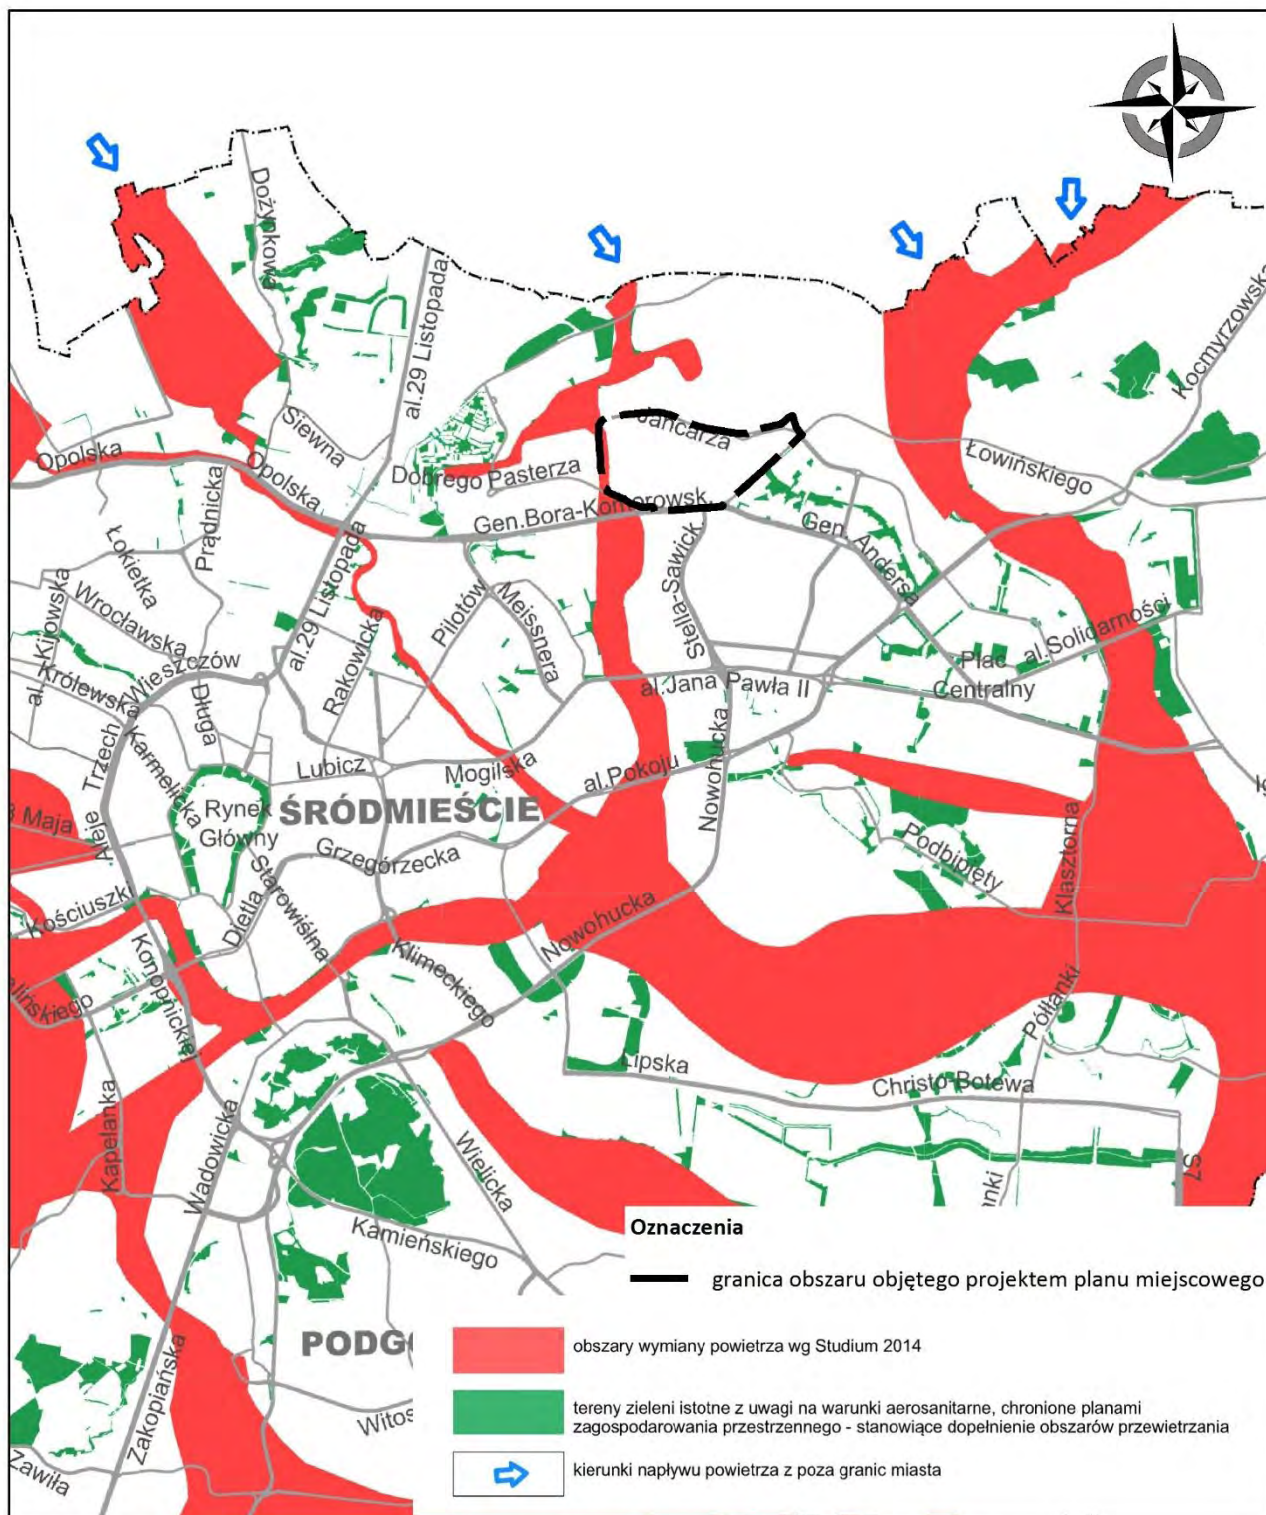 Dożynkowa
al.29 Listopada
Kocmyrzowska
Siewna
Jancarza
Opolska
Opolska
Łowińskiego
Dobrego Pasterza
Prądnicka
Gen.Bora-Komorowsk.
Gen. Andersa
Łokietka
al.29 Listopada
Pilotów
Meissnera
Stella-Sawick.
al.Solidarności
al.-Kijowska
Wrocławska
Rakowicka
Plac
Centralny
Królewska
Wieszczów
Długa
al.Jana Pawła II
Aleje Trzech
Karmelicka
Lubicz
Mogilska
al.Pokoju
Nowohucka
Rynek
Główny
ŚRÓDMIEŚCIE
Maja
Grzegórzecka
Podbipięty
Klasztorna
Kościuszki
Dietla
Starowiślna
Nowohucka
Konopnickiej
Klimeckiego
Półłanki
alińskiego
Lipska
Christo-Botewa
Kapelanka
Wadowicka
Wielicka
S7
anki
Kamieńskiego
Oznaczenia
granica obszaru objętego projektem planu miejscowego
PODG
obszary wymiany powietrza wg Studium 2014
tereny zieleni istotne z uwagi na warunki aerosanitarne, chronione planami
zagospodarowania przestrzennego - stanowiące dopełnienie obszarów przewietrzania
Zakopiańska
Witos
kierunki napływu powietrza z poza granic miasta
Zawiła